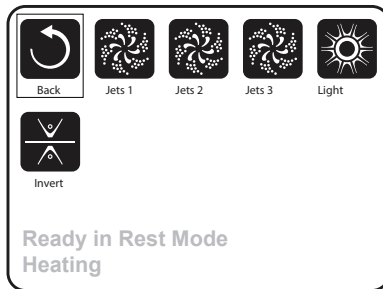 Back Jets 1 Jets 2 Jets 3 Light
Invert
Ready in Rest Mode
Heating